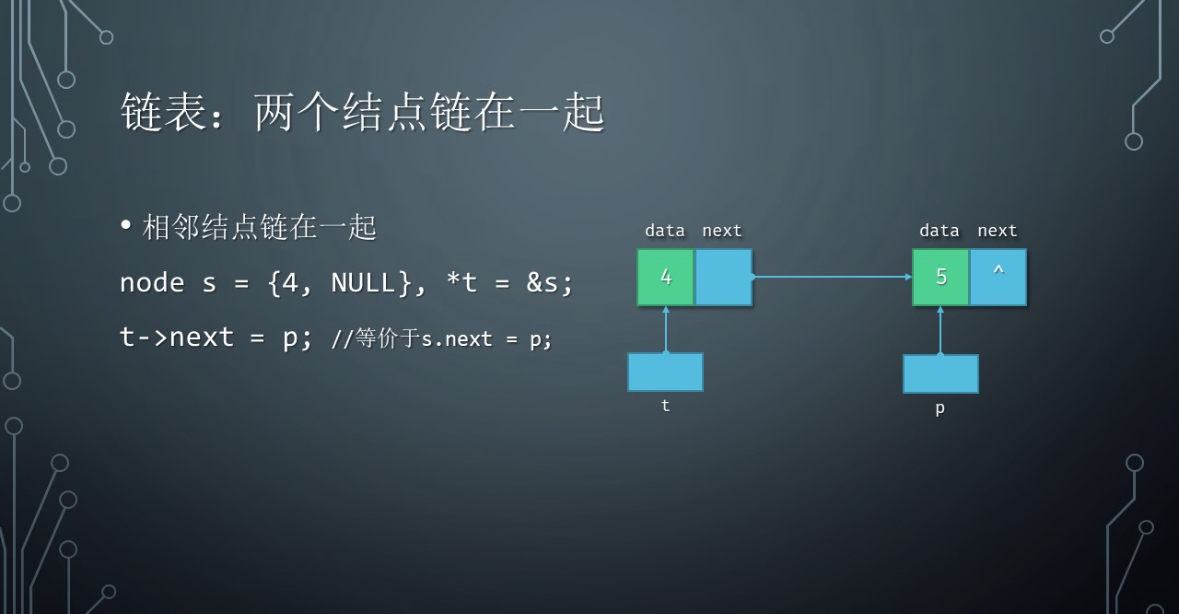 链表：两个结点链在一起
• 相邻结点链在一起
node s = {4, NULL}, *t = &s;
t->next = p; //等价于s.next = p;
data next data next
4 5 ^
t p